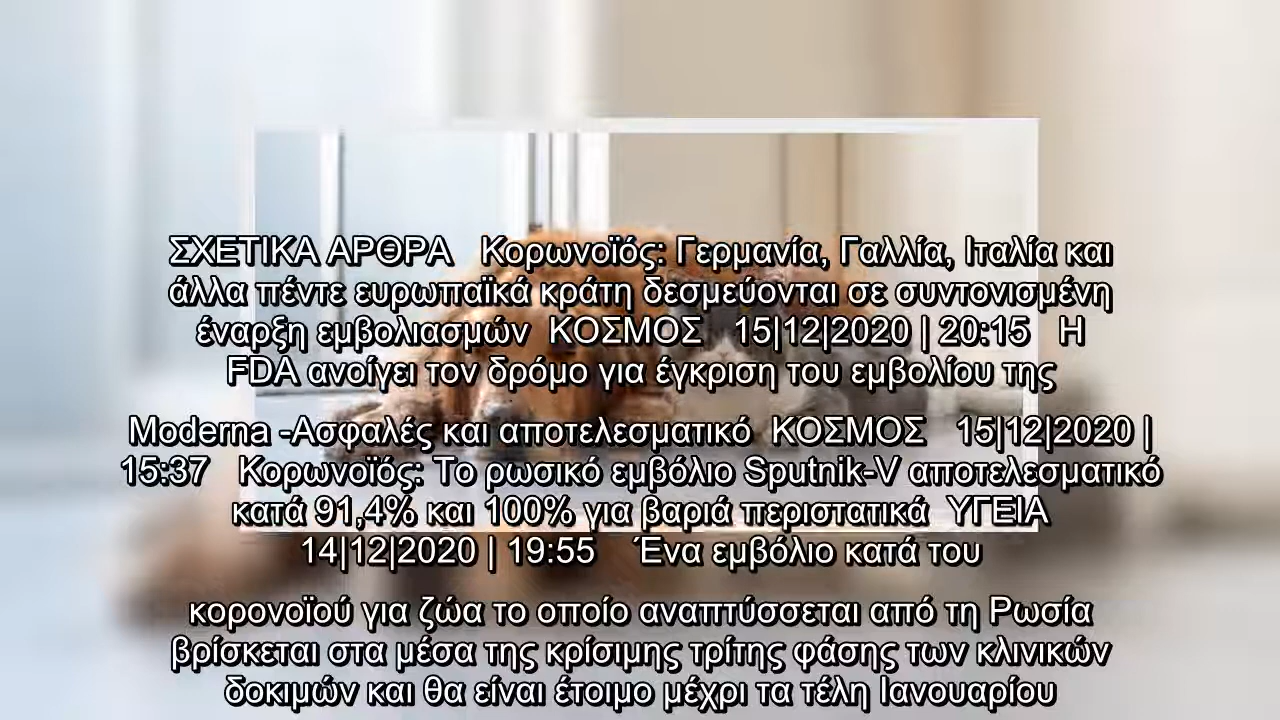 ΣΧΕΤΙΚΑ ΑΡΘΡΑ Κορωνοϊός: Γερμανία, Γαλλία, Ιταλία και
άλλα πέντε ευρωπαϊκά κράτη δεσμεύονται σε συντονισμένη
έναρξη εμβολιασμών ΚΟΣΜΟΣ 15|12|2020 | 20:15 Η
FDA ανοίγει τον δρόμο για έγκριση του εμβολίου της
Moderna -Ασφαλές και αποτελεσματικό ΚΟΣΜΟΣ 15|12|2020 |
15:37 Κορωνοϊός: Το ρωσικό εμβόλιο Sputnik-V αποτελεσματικό
κατά 91,4% και 100% για βαριά περιστατικά ΥΓΕΙΑ
14|12|2020 | 19:55 Ένα εμβόλιο κατά του
κορονοϊού για ζώα το οποίο αναπτύσσεται από τη Ρωσία
βρίσκεται στα μέσα της κρίσιμης τρίτης φάσης των κλινικών
δοκιμών και θα είναι έτοιμο μέχρι τα τέλη Ιανουαρίου